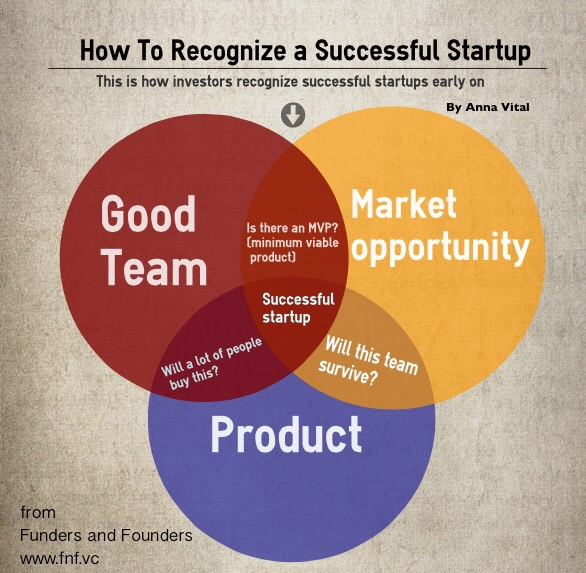 How To Recognize a Successful Startup
This is how investors recognize successful startups early on
By Anna Vital
Good
Team
Market
opportunity
Is there an MVP?
(minimum viable
product)
Successful
startup
Will a lot of people
buy this?
Will this team
survive?
Product
from
Funders and Founders
www.fnf.vc